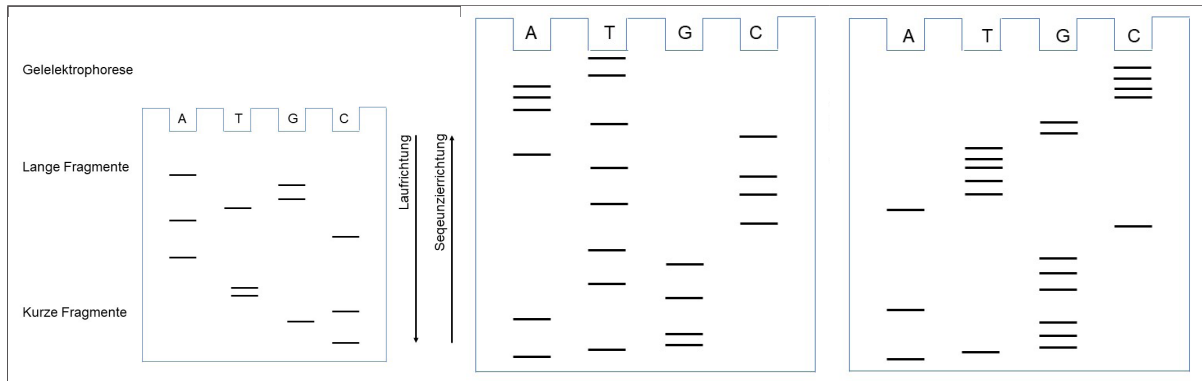 Gelelektrophorese
A T G C
Lange Fragmente
Kurze Fragmente
Laufrichtung
Seqeunzierrichtung
A T G C
A T G C